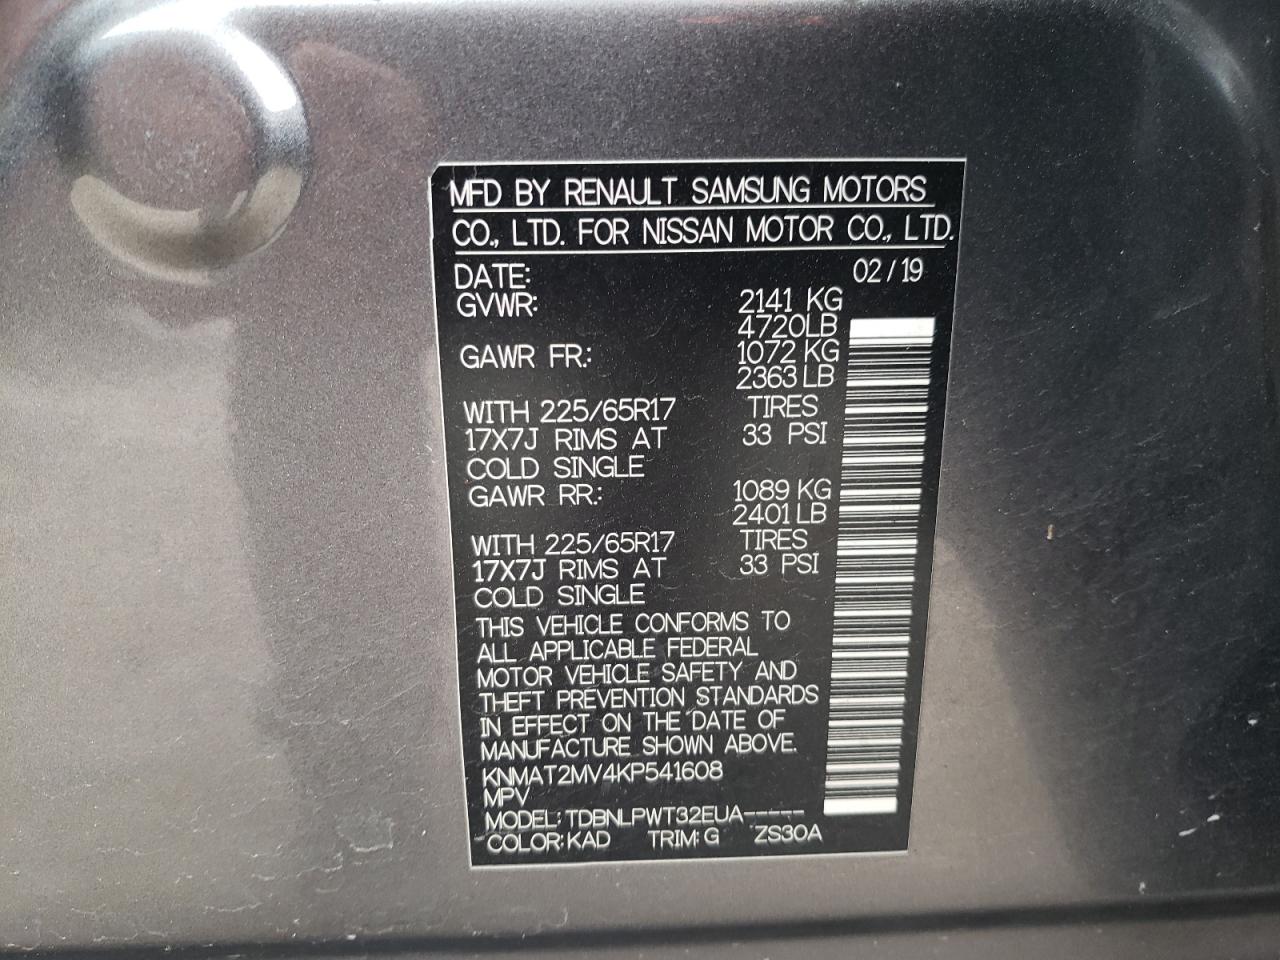 MFD BY RENAULT SAMSUNG MOTORS
CO., LTD. FOR NISSAN MOTOR CO., LTD.
DATE: 02/19
GVWR: 2141 KG
4720LB
GAWR FR.: 1072 KG
2363 LB
WITH 225/65R17 TIRES
17X7J RIMS AT 33 PSI
COLD SINGLE
GAWR RR.: 1089 KG
2401 LB
WITH 225/65R17 TIRES
17X7J RIMS AT 33 PSI
COLD SINGLE
THIS VEHICLE CONFORMS TO
ALL APPLICABLE FEDERAL
MOTOR VEHICLE SAFETY AND
THEFT PREVENTION STANDARDS
IN EFFECT ON THE DATE OF
MANUFACTURE SHOWN ABOVE.
KNMAT2MV4KP541608
MPV
MODEL: TDBNLPWT32EUA-----
COLOR: KAD TRIM: G ZS30A